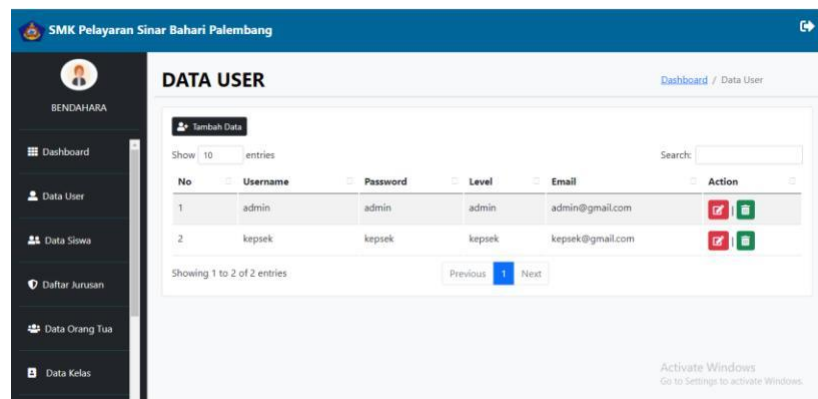 SMK Pelayaran Sinar Bahari Palembang
BENDAHARA
Dashboard
Data User
Data Siswa
Daftar Jurusan
Data Orang Tua
Data Kelas
DATA USER
Dashboard / Data User
Tambah Data
Show 10 entries
Search:
No Username Password Level Email Action
1 admin admin admin admin@gmail.com |
2 kepsek kepsek kepsek kepsek@gmail.com |
Showing 1 to 2 of 2 entries
Previous 1 Next
Activate Windows
Go to Settings to activate Windows.